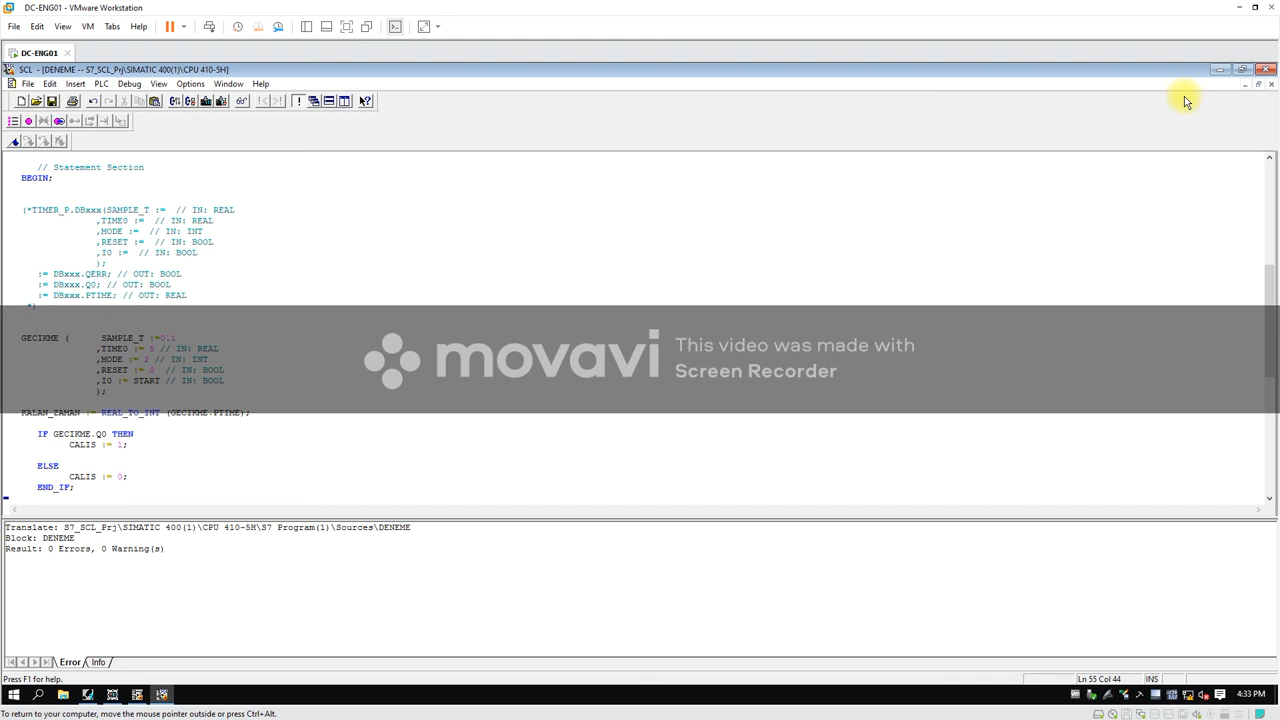 DC-ENG01 - VMware Workstation
File Edit View VM Tabs Help
DC-ENG01
SCL - [DENEME -- S7_SCL_Prj\SIMATIC 400(1)\CPU 410-5H]
File Edit Insert PLC Debug View Options Window Help
// Statement Section
BEGIN;
(*TIMER_P.DBxxx(SAMPLE_T := // IN: REAL
,TIME0 := // IN: REAL
,MODE := // IN: INT
,RESET := // IN: BOOL
,I0 := // IN: BOOL
);
:= DBxxx.QERR; // OUT: BOOL
:= DBxxx.Q0; // OUT: BOOL
:= DBxxx.PTIME; // OUT: REAL
*)
GECIKME ( SAMPLE_T :=0.1
,TIME0 := 5 // IN: REAL
,MODE := 2 // IN: INT
,RESET := 0 // IN: BOOL
,I0 := START // IN: BOOL
);
movavi
This video was made with
Screen Recorder
KALAN_ZAMAN := REAL_TO_INT (GECIKME.PTIME);
IF GECIKME.Q0 THEN
CALIS := 1;
ELSE
CALIS := 0;
END_IF;
Translate: S7_SCL_Prj\SIMATIC 400(1)\CPU 410-5H\S7 Program(1)\Sources\DENEME
Block: DENEME
Result: 0 Errors, 0 Warning(s)
Error Info
Press F1 for help.
Ln 55 Col 44 INS
4:33 PM
To return to your computer, move the mouse pointer outside or press Ctrl+Alt.